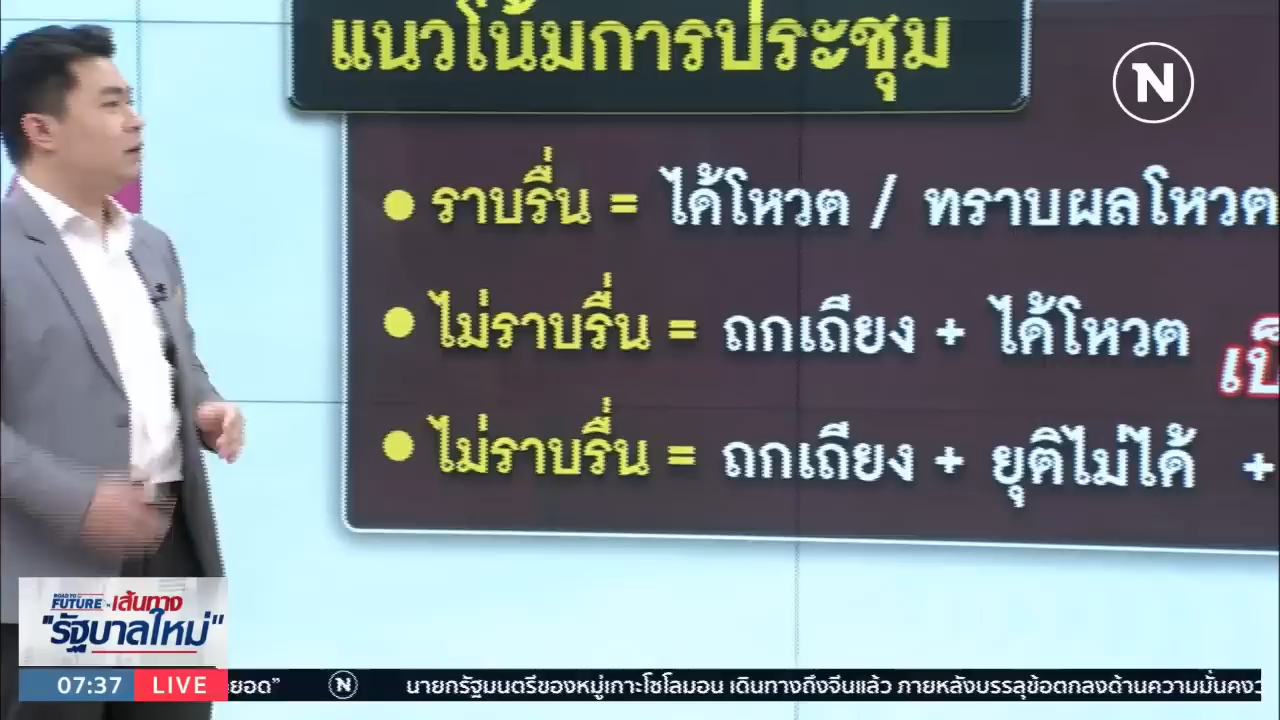 แนวโน้มการประชุม
N
• ราบรื่น = ได้โหวต / ทราบผลโหวต
• ไม่ราบรื่น = ถกเถียง + ได้โหวต
• ไม่ราบรื่น = ถกเถียง + ยุติไม่ได้ +
ROAD TO FUTURE เส้นทาง
"รัฐบาลใหม่"
07:37 LIVE ยอด" N นายกรัฐมนตรีของหมู่เกาะโซโลมอน เดินทางถึงจีนแล้ว ภายหลังบรรลุข้อตกลงด้านความมั่นคง